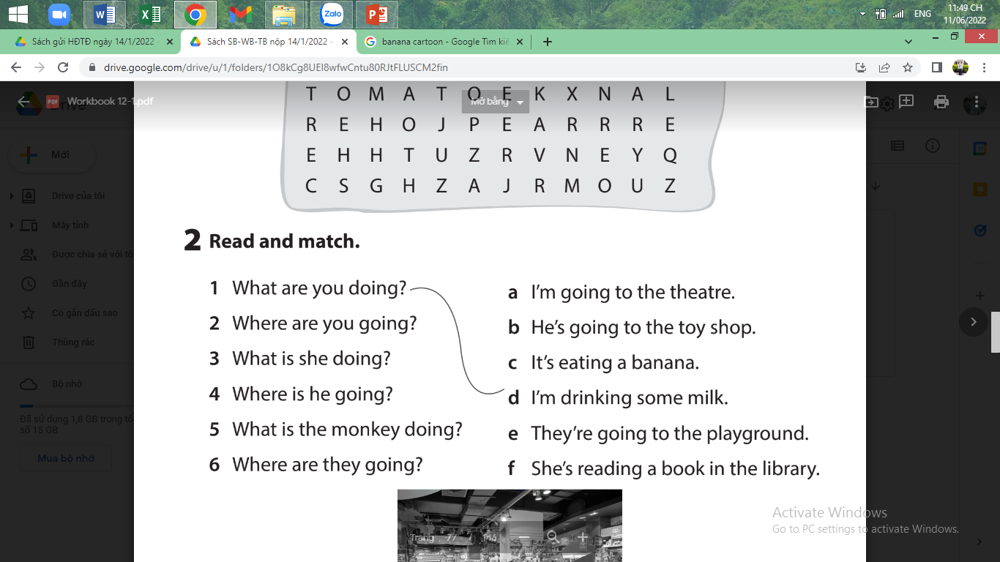 Zalo
ENG
11:49 CH
11/06/2022
Sách gửi HĐTĐ ngày 14/1/2022 -
Sách SB-WB-TB nộp 14/1/2022 -
banana cartoon - Google Tìm kiế
drive.google.com/drive/u/1/folders/1O8kCg8UEI8wfwCntu80RJtFLUSCM2fin
PDF
Workbook 12-1.pdf
Drive
Mở bằng
T O M A T O E K X N A L
R E H O J P E A R R R E
E H H T U Z R V N E Y Q
C S G H Z A J R M O U Z
Mới
Drive của tôi
Máy tính
Được chia sẻ với tô
Gần đây
Có gắn dấu sao
Thùng rác
Bộ nhớ
Đã sử dụng 1,8 GB trong tổ
số 15 GB
Mua bộ nhớ
2 Read and match.
1 What are you doing?
2 Where are you going?
3 What is she doing?
4 Where is he going?
5 What is the monkey doing?
6 Where are they going?
a I'm going to the theatre.
b He's going to the toy shop.
c It's eating a banana.
d I'm drinking some milk.
e They're going to the playground.
f She's reading a book in the library.
Trang 77 / 146
Activate Windows
Go to PC settings to activate Windows.